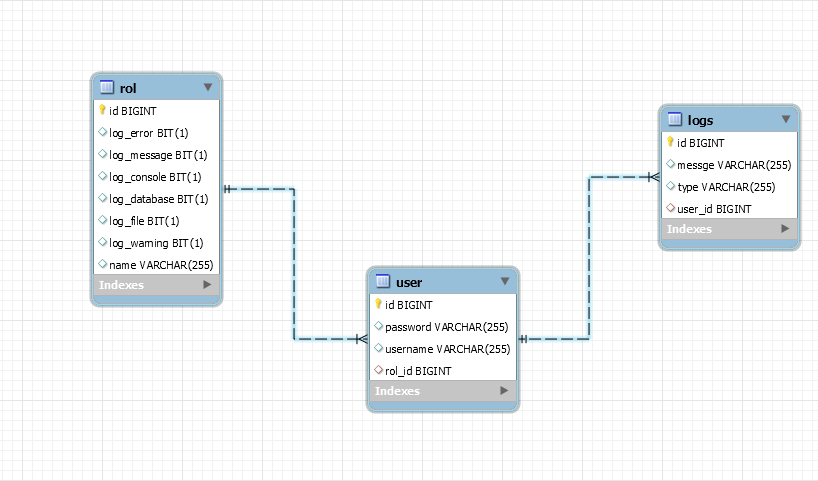 rol
id BIGINT
log_error BIT(1)
log_message BIT(1)
log_console BIT(1)
log_database BIT(1)
log_file BIT(1)
log_warning BIT(1)
name VARCHAR(255)
Indexes
user
id BIGINT
password VARCHAR(255)
username VARCHAR(255)
rol_id BIGINT
Indexes
logs
id BIGINT
messge VARCHAR(255)
type VARCHAR(255)
user_id BIGINT
Indexes